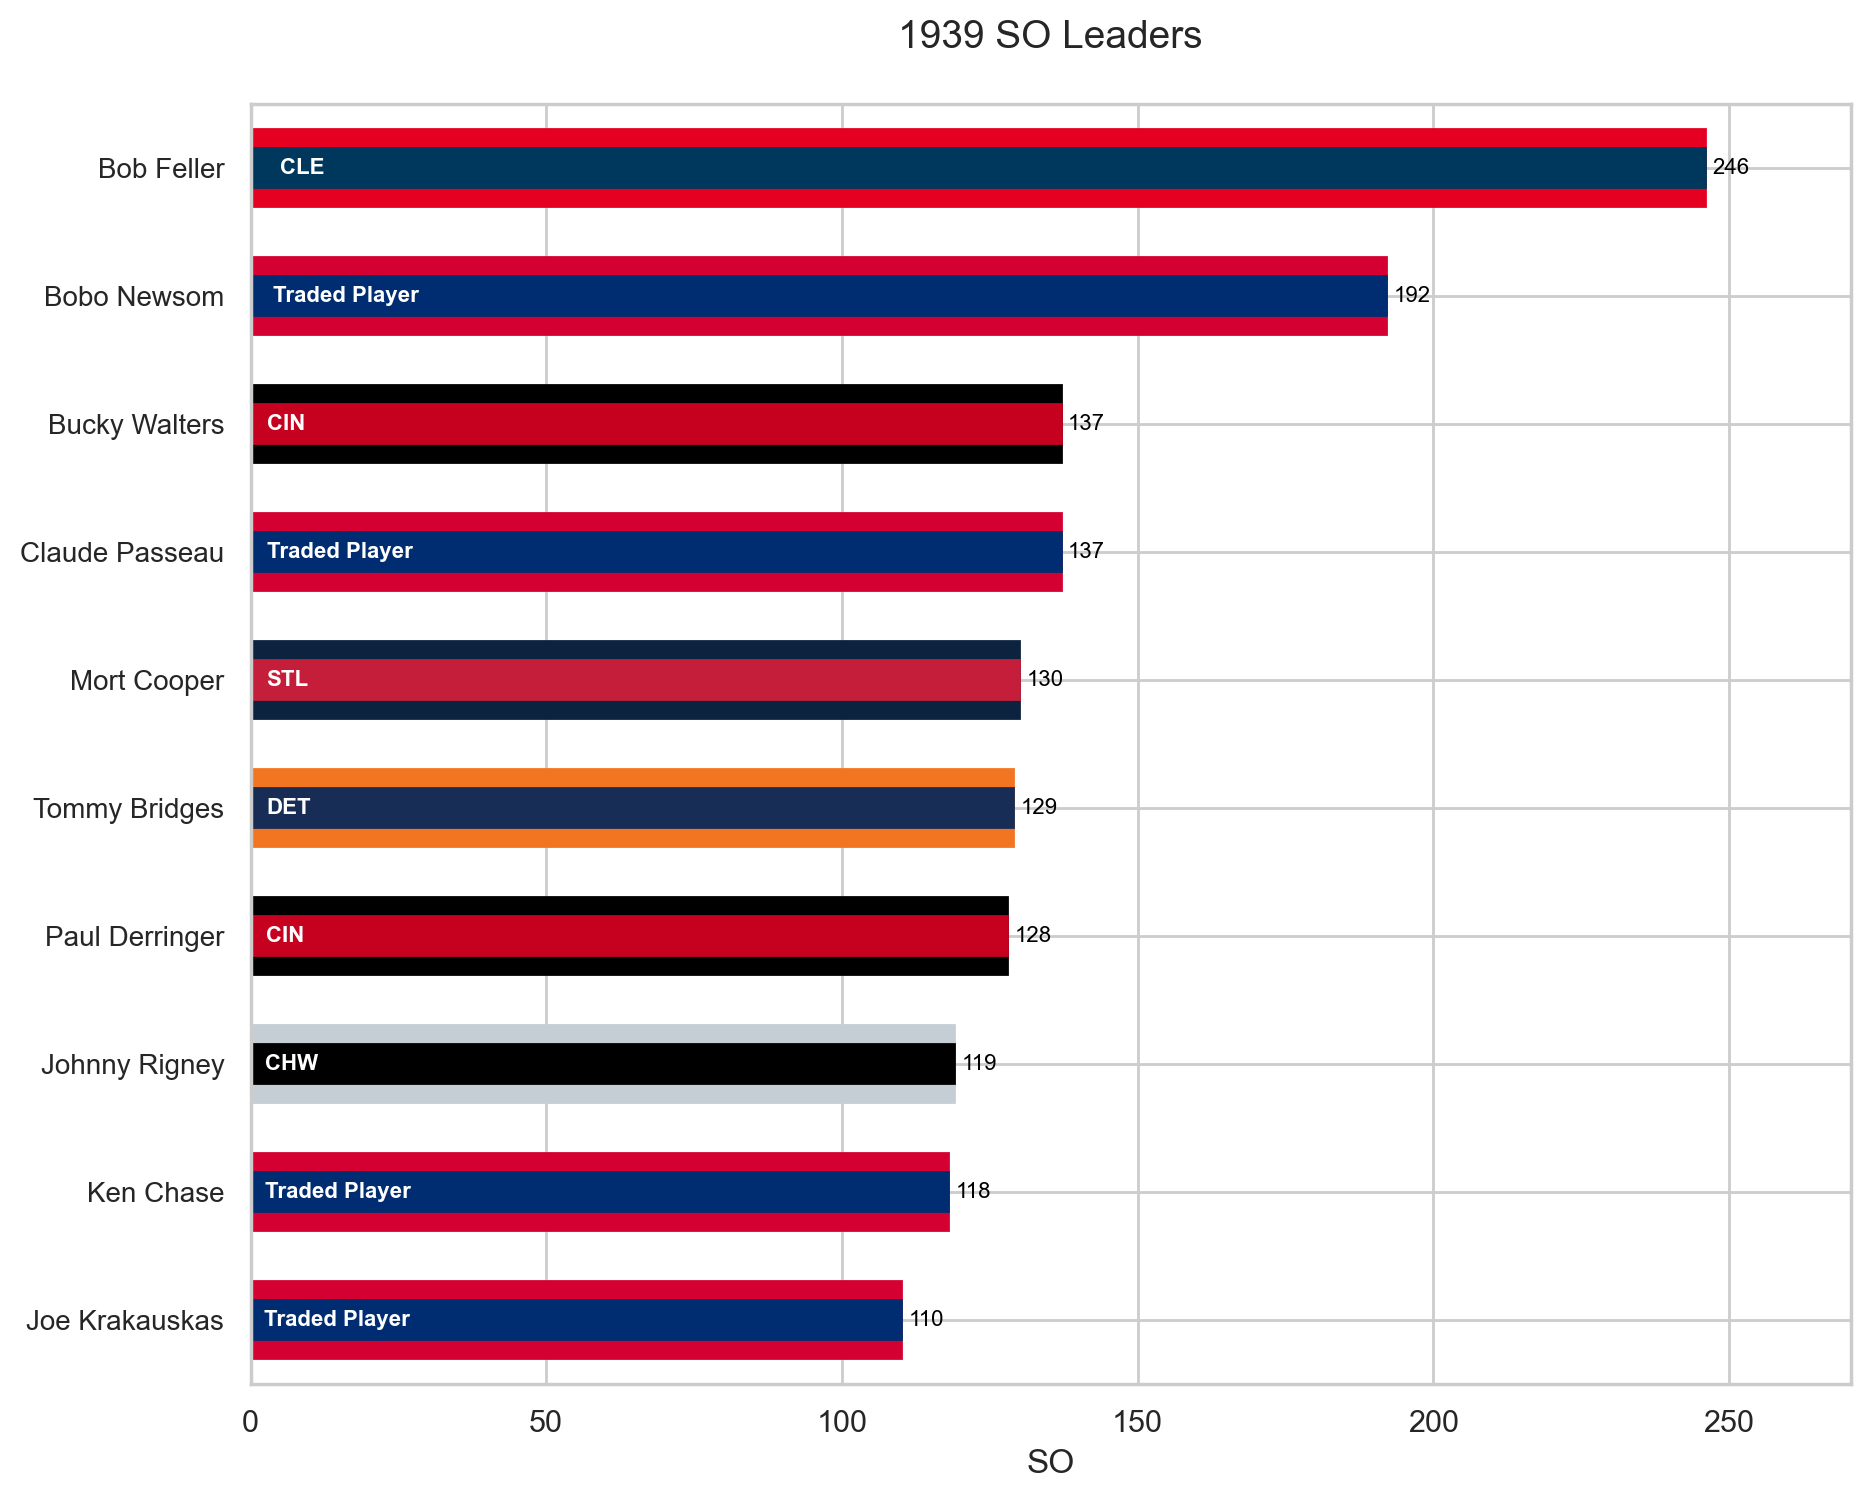 1939 SO Leaders
Bob Feller CLE 246
Bobo Newsom Traded Player 192
Bucky Walters CIN 137
Claude Passeau Traded Player 137
Mort Cooper STL 130
Tommy Bridges DET 129
Paul Derringer CIN 128
Johnny Rigney CHW 119
Ken Chase Traded Player 118
Joe Krakauskas Traded Player 110
0 50 100 150 200 250
SO